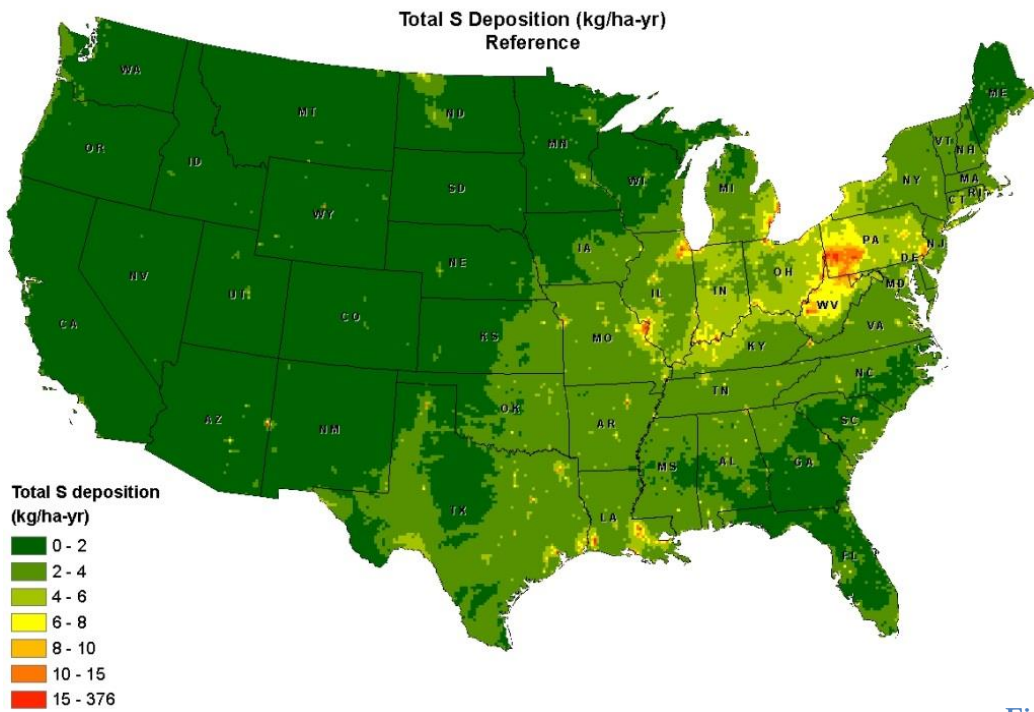 Total S Deposition (kg/ha-yr)
Reference
WA
MT
ND
MN
ME
OR
ID
WI
VT
NH
SD
MI
NY
MA
WY
CT
RI
IA
PA
NE
NJ
NV
OH
UT
IL
IN
DE
MD
CO
WV
CA
KS
MO
VA
KY
NC
TN
OK
AZ
NM
AR
SC
MS
AL
GA
TX
LA
FL
Total S deposition
(kg/ha-yr)
0 - 2
2 - 4
4 - 6
6 - 8
8 - 10
10 - 15
15 - 376